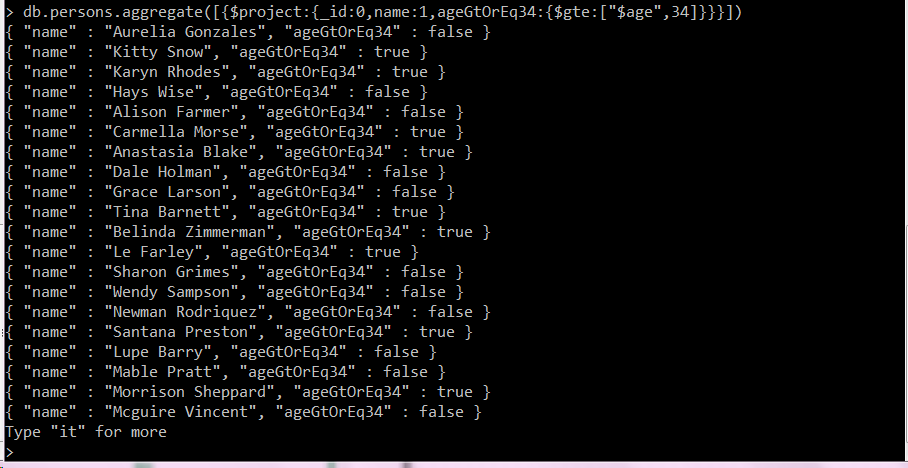 > db.persons.aggregate([{$project:{_id:0,name:1,ageGtOrEq34:{$gte:["$age",34]}}}])
{ "name" : "Aurelia Gonzales", "ageGtOrEq34" : false }
{ "name" : "Kitty Snow", "ageGtOrEq34" : true }
{ "name" : "Karyn Rhodes", "ageGtOrEq34" : true }
{ "name" : "Hays Wise", "ageGtOrEq34" : false }
{ "name" : "Alison Farmer", "ageGtOrEq34" : false }
{ "name" : "Carmella Morse", "ageGtOrEq34" : true }
{ "name" : "Anastasia Blake", "ageGtOrEq34" : true }
{ "name" : "Dale Holman", "ageGtOrEq34" : false }
{ "name" : "Grace Larson", "ageGtOrEq34" : false }
{ "name" : "Tina Barnett", "ageGtOrEq34" : true }
{ "name" : "Belinda Zimmerman", "ageGtOrEq34" : true }
{ "name" : "Le Farley", "ageGtOrEq34" : true }
{ "name" : "Sharon Grimes", "ageGtOrEq34" : false }
{ "name" : "Wendy Sampson", "ageGtOrEq34" : false }
{ "name" : "Newman Rodriquez", "ageGtOrEq34" : false }
{ "name" : "Santana Preston", "ageGtOrEq34" : true }
{ "name" : "Lupe Barry", "ageGtOrEq34" : false }
{ "name" : "Mable Pratt", "ageGtOrEq34" : false }
{ "name" : "Morrison Sheppard", "ageGtOrEq34" : true }
{ "name" : "Mcguire Vincent", "ageGtOrEq34" : false }
Type "it" for more
>